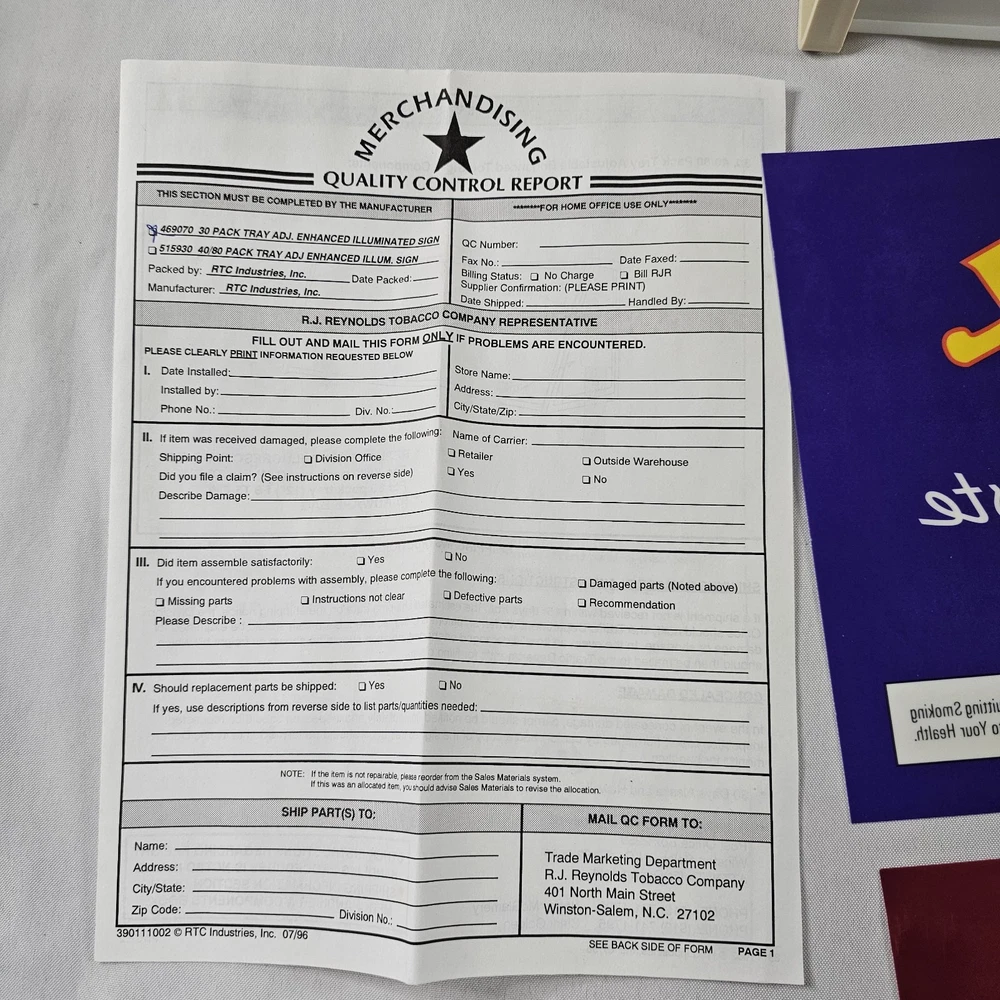 MERCHANDISING
QUALITY CONTROL REPORT
THIS SECTION MUST BE COMPLETED BY THE MANUFACTURER
469070 30 PACK TRAY ADJ. ENHANCED ILLUMINATED SIGN
515930 40/80 PACK TRAY ADJ ENHANCED ILLUM. SIGN
Packed by: RTC Industries, Inc. Date Packed:
Manufacturer: RTC Industries, Inc.
********FOR HOME OFFICE USE ONLY********
QC Number:
Fax No.: Date Faxed:
Billing Status: ❏ No Charge ❏ Bill RJR
Supplier Confirmation: (PLEASE PRINT)
Date Shipped: Handled By:
R.J. REYNOLDS TOBACCO COMPANY REPRESENTATIVE
FILL OUT AND MAIL THIS FORM ONLY IF PROBLEMS ARE ENCOUNTERED.
PLEASE CLEARLY PRINT INFORMATION REQUESTED BELOW
I. Date Installed:
Installed by:
Phone No.: Div. No.:
Store Name:
Address:
City/State/Zip:
II. If item was received damaged, please complete the following: Name of Carrier:
Shipping Point: ❏ Division Office ❏ Retailer ❏ Outside Warehouse
Did you file a claim? (See instructions on reverse side) ❏ Yes ❏ No
Describe Damage:
III. Did item assemble satisfactorily: ❏ Yes ❏ No
If you encountered problems with assembly, please complete the following: ❏ Damaged parts (Noted above)
❏ Missing parts ❏ Instructions not clear ❏ Defective parts ❏ Recommendation
Please Describe :
IV. Should replacement parts be shipped: ❏ Yes ❏ No
If yes, use descriptions from reverse side to list parts/quantities needed:
NOTE: If the item is not repairable, please reorder from the Sales Materials system.
If this was an allocated item, you should advise Sales Materials to revise the allocation.
SHIP PART(S) TO:
Name:
Address:
City/State:
Zip Code: Division No.:
MAIL QC FORM TO:
Trade Marketing Department
R.J. Reynolds Tobacco Company
401 North Main Street
Winston-Salem, N.C. 27102
390111002 © RTC Industries, Inc. 07/96
SEE BACK SIDE OF FORM PAGE 1
Smoking
to Your Health.